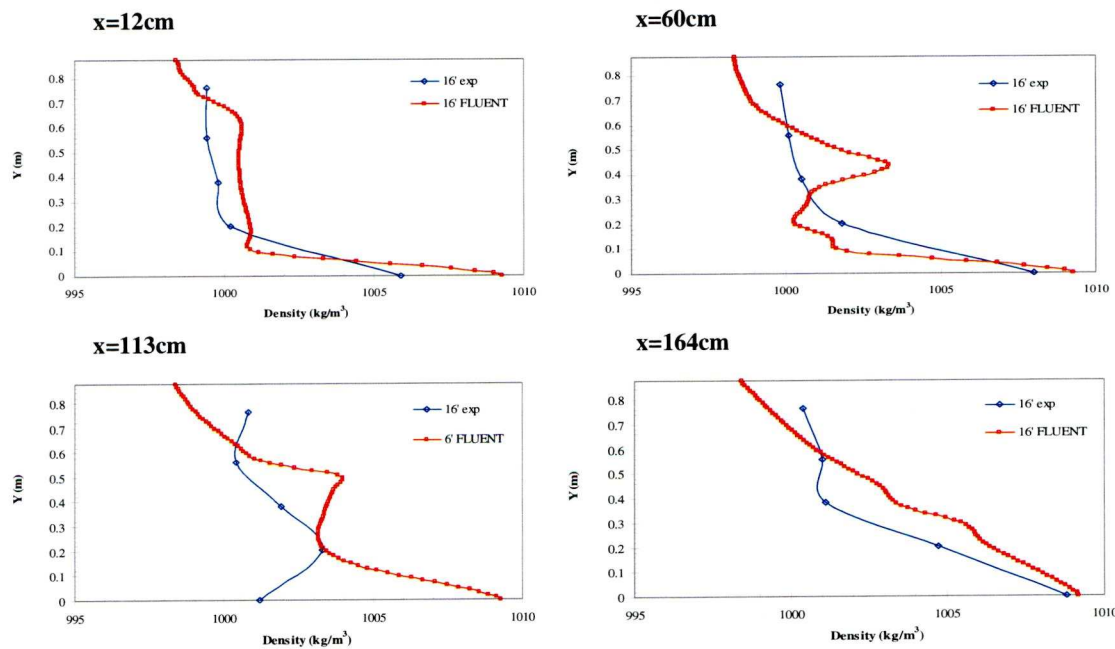 x=12cm
0.8
0.7
0.6
0.5
0.4
0.3
0.2
0.1
0
Y (m)
995
1000
1005
1010
Density (kg/m³)
16' exp
16' FLUENT
x=60cm
0.8
0.7
0.6
0.5
0.4
0.3
0.2
0.1
0
Y (m)
995
1000
1005
1010
Density (kg/m³)
16' exp
16' FLUENT
x=113cm
0.8
0.7
0.6
0.5
0.4
0.3
0.2
0.1
0
Y (m)
995
1000
1005
1010
Density (kg/m³)
16' exp
6' FLUENT
x=164cm
0.8
0.7
0.6
0.5
0.4
0.3
0.2
0.1
0
Y (m)
995
1000
1005
1010
Density (kg/m³)
16' exp
16' FLUENT